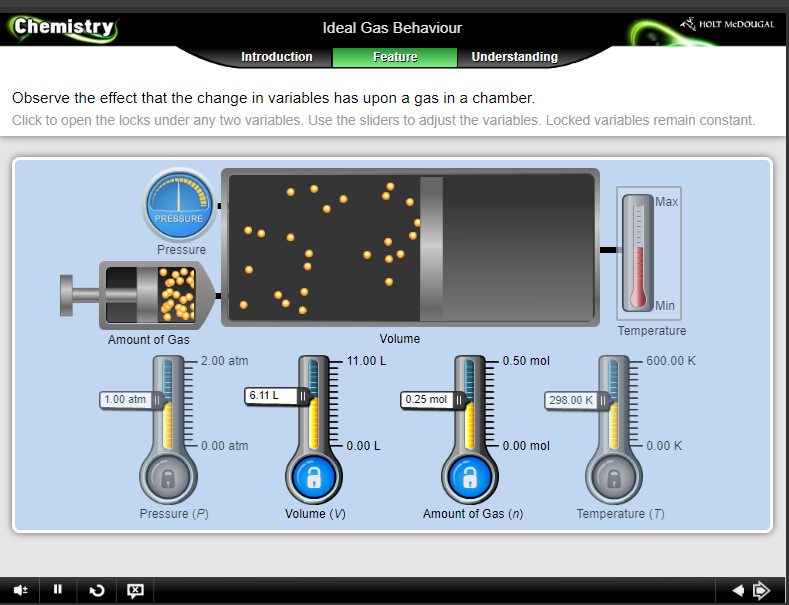 Chemistry
Ideal Gas Behaviour
HOLT McDOUGAL
Introduction
Feature
Understanding
Observe the effect that the change in variables has upon a gas in a chamber.
Click to open the locks under any two variables. Use the sliders to adjust the variables. Locked variables remain constant.
PRESSURE
Pressure
Max
Min
Amount of Gas
Volume
Temperature
2.00 atm
11.00 L
0.50 mol
600.00 K
1.00 atm
6.11 L
0.25 mol
298.00 K
0.00 atm
0.00 L
0.00 mol
0.00 K
Pressure (P)
Volume (V)
Amount of Gas (n)
Temperature (T)